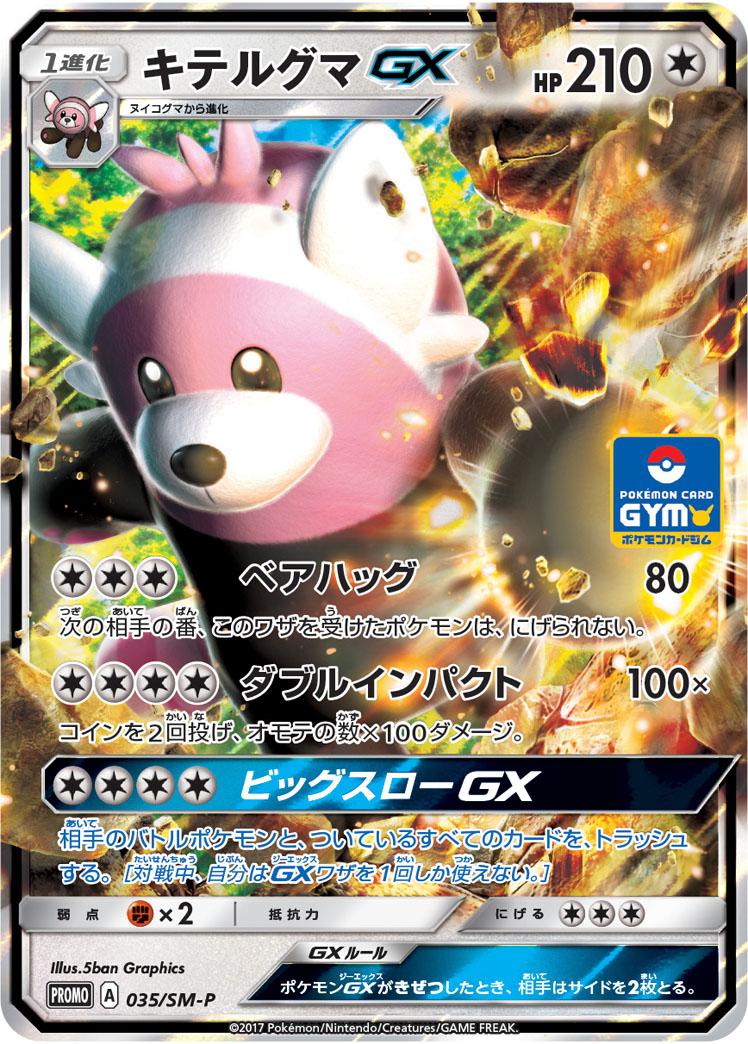 1進化 キテルグマGX HP210
ヌイコグマから進化
POKÉMON CARD
GYM
ポケモンカードジム
ベアハッグ 80
次の相手の番、このワザを受けたポケモンは、にげられない。
ダブルインパクト 100×
コインを2回投げ、オモテの数×100ダメージ。
ビッグスローGX
相手のバトルポケモンと、ついているすべてのカードを、トラッシュ
する。[対戦中、自分はGXワザを1回しか使えない。]
弱点 ×2 抵抗力 にげる
GXルール
Illus.5ban Graphics
ポケモンGXがきぜつしたとき、相手はサイドを2枚とる。
PROMO A 035/SM-P
©2017 Pokémon/Nintendo/Creatures/GAME FREAK.